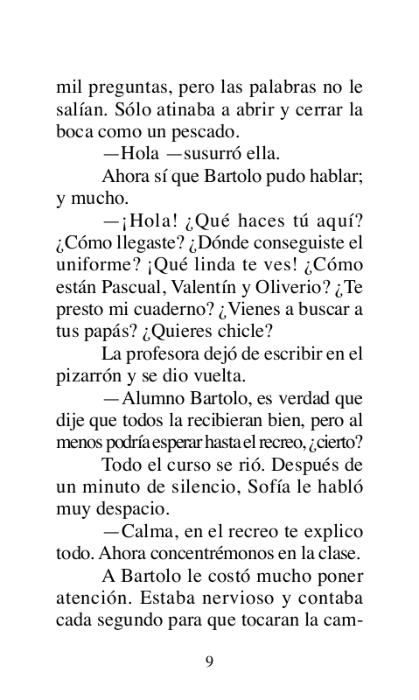 mil preguntas, pero las palabras no le
salían. Sólo atinaba a abrir y cerrar la
boca como un pescado.
—Hola —susurró ella.
Ahora sí que Bartolo pudo hablar;
y mucho.
—¡Hola! ¿Qué haces tú aquí?
¿Cómo llegaste? ¿Dónde conseguiste el
uniforme? ¡Qué linda te ves! ¿Cómo
están Pascual, Valentín y Oliverio? ¿Te
presto mi cuaderno? ¿Vienes a buscar a
tus papás? ¿Quieres chicle?
La profesora dejó de escribir en el
pizarrón y se dio vuelta.
—Alumno Bartolo, es verdad que
dije que todos la recibieran bien, pero al
menos podría esperar hasta el recreo, ¿cierto?
Todo el curso se rió. Después de
un minuto de silencio, Sofía le habló
muy despacio.
—Calma, en el recreo te explico
todo. Ahora concentrémonos en la clase.
A Bartolo le costó mucho poner
atención. Estaba nervioso y contaba
cada segundo para que tocaran la cam-
9